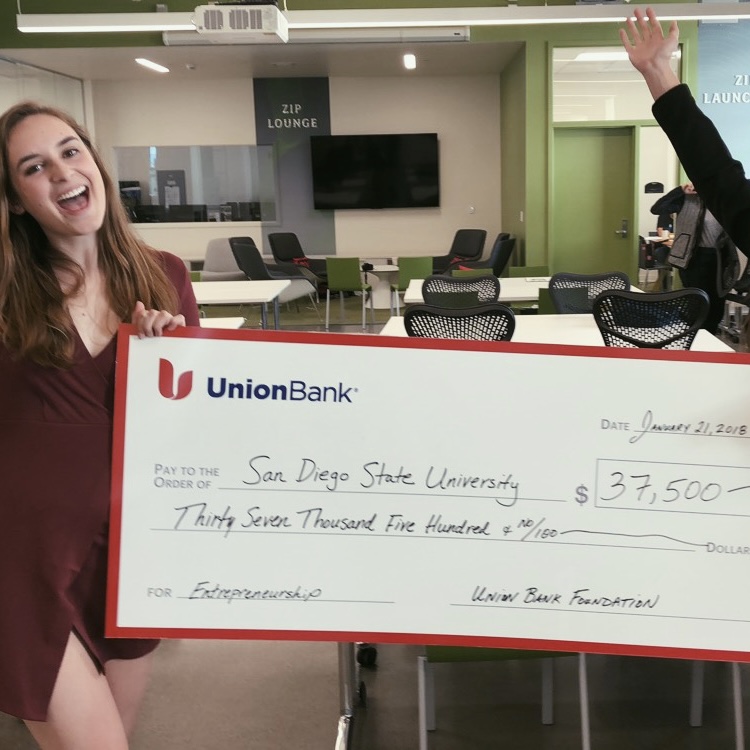 ZIP
LOUNGE
ZI
LAUNC
UnionBank®
DATE January 21, 2018
PAY TO THE
ORDER OF San Diego State University $ 37,500
Thirty Seven Thousand Five Hundred & no/100 DOLLAR
FOR Entrepreneurship UNION BANK FOUNDATION